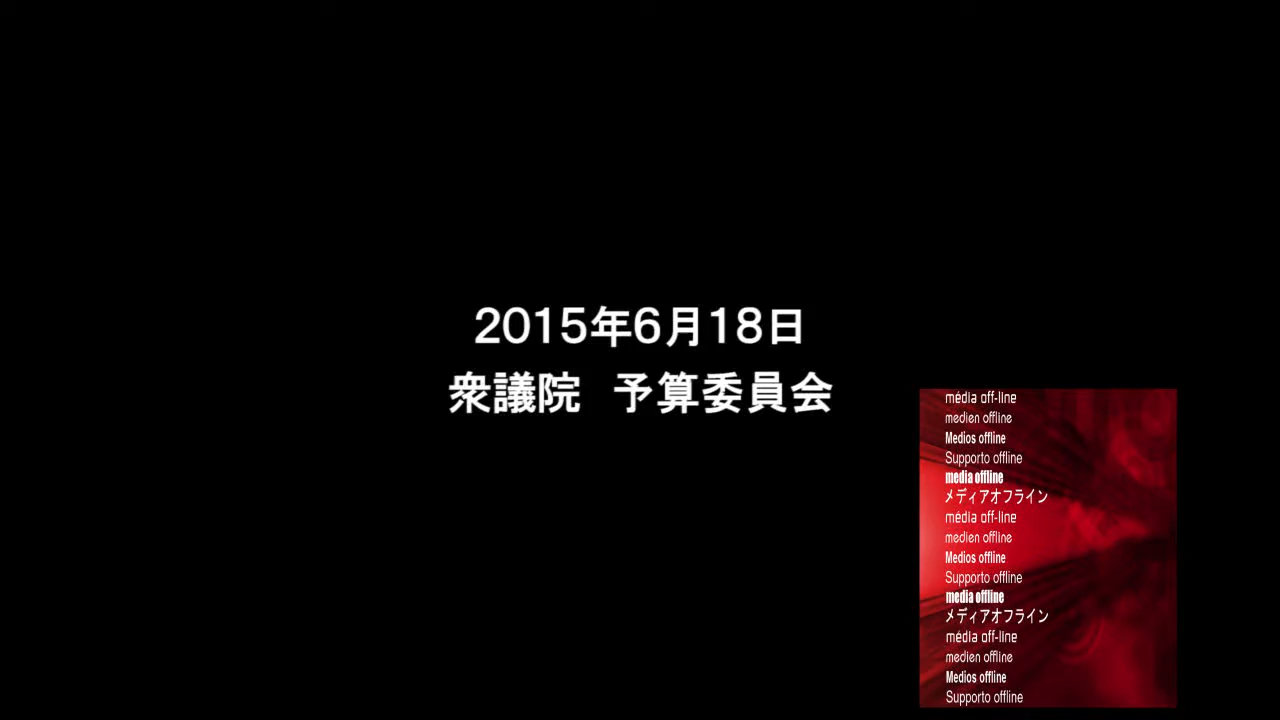 2015年6月18日
衆議院　予算委員会
média off-line
medien offline
Medios offline
Supporto offline
media offline
メディアオフライン
média off-line
medien offline
Medios offline
Supporto offline
media offline
メディアオフライン
média off-line
medien offline
Medios offline
Supporto offline